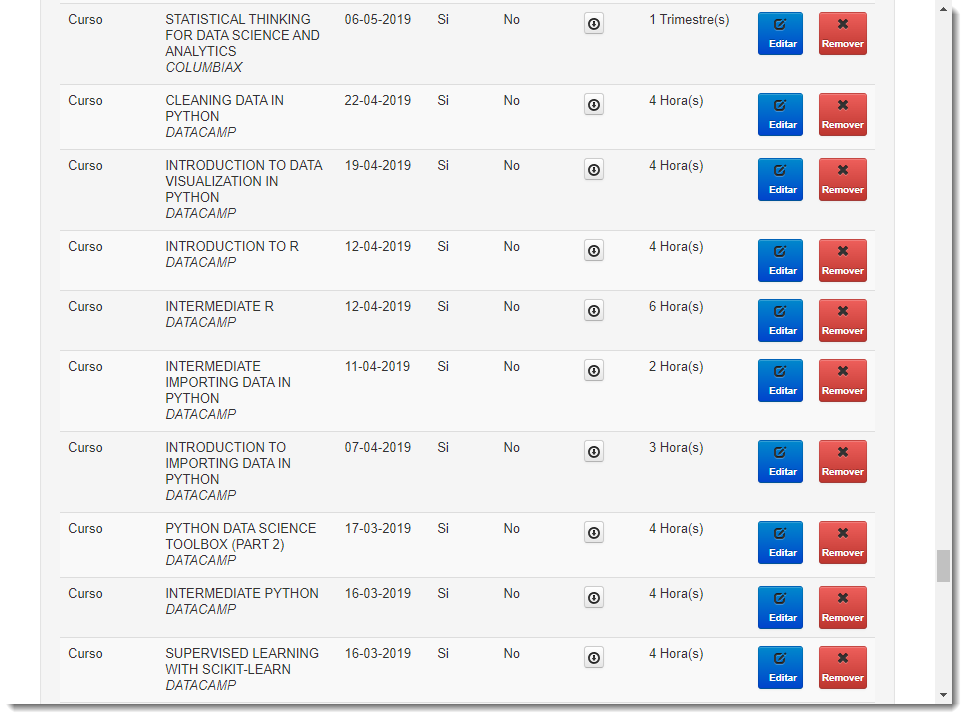 Curso STATISTICAL THINKING 06-05-2019 Si No 1 Trimestre(s)
FOR DATA SCIENCE AND
ANALYTICS
COLUMBIAX
Editar Remover
Curso CLEANING DATA IN 22-04-2019 Si No 4 Hora(s)
PYTHON
DATACAMP
Editar Remover
Curso INTRODUCTION TO DATA 19-04-2019 Si No 4 Hora(s)
VISUALIZATION IN
PYTHON
DATACAMP
Editar Remover
Curso INTRODUCTION TO R 12-04-2019 Si No 4 Hora(s)
DATACAMP
Editar Remover
Curso INTERMEDIATE R 12-04-2019 Si No 6 Hora(s)
DATACAMP
Editar Remover
Curso INTERMEDIATE 11-04-2019 Si No 2 Hora(s)
IMPORTING DATA IN
PYTHON
DATACAMP
Editar Remover
Curso INTRODUCTION TO 07-04-2019 Si No 3 Hora(s)
IMPORTING DATA IN
PYTHON
DATACAMP
Editar Remover
Curso PYTHON DATA SCIENCE 17-03-2019 Si No 4 Hora(s)
TOOLBOX (PART 2)
DATACAMP
Editar Remover
Curso INTERMEDIATE PYTHON 16-03-2019 Si No 4 Hora(s)
DATACAMP
Editar Remover
Curso SUPERVISED LEARNING 16-03-2019 Si No 4 Hora(s)
WITH SCIKIT-LEARN
DATACAMP
Editar Remover